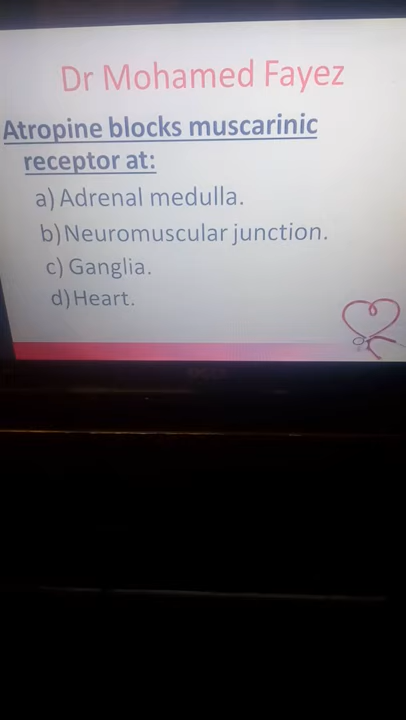 Dr Mohamed Fayez
Atropine blocks muscarinic
receptor at:
a) Adrenal medulla.
b) Neuromuscular junction.
c) Ganglia.
d) Heart.